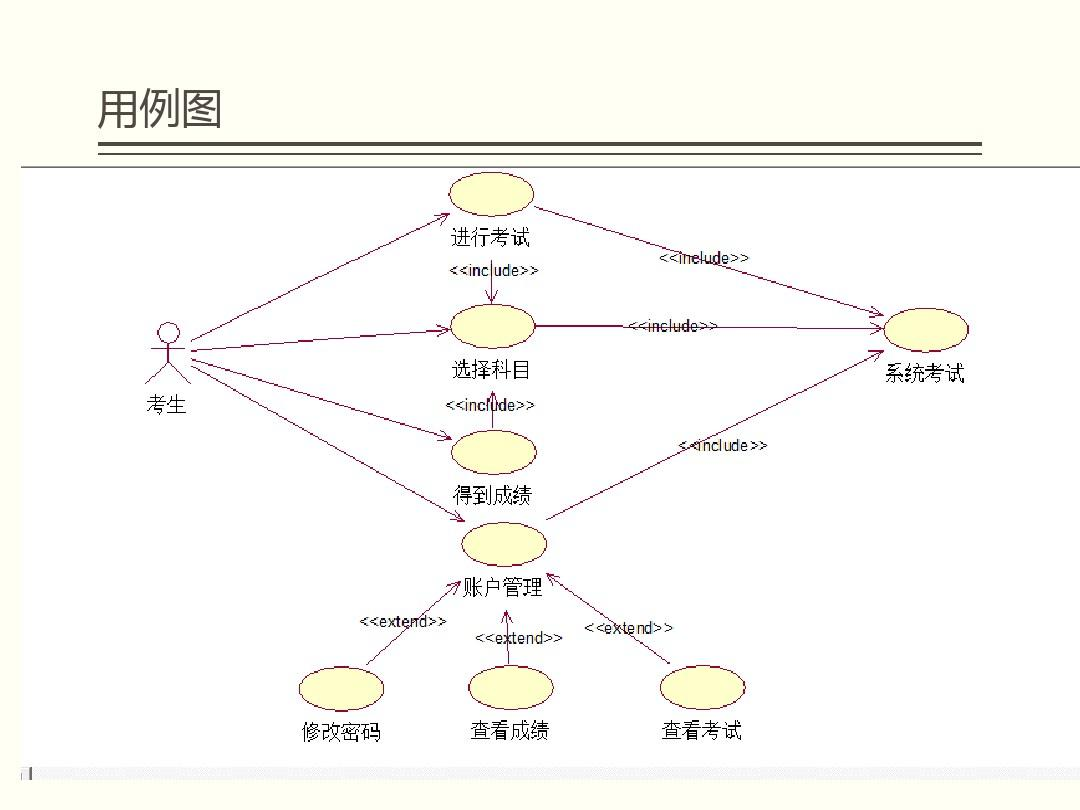 用例图
进行考试
<<include>>
<<include>>
<<include>>
选择科目
系统考试
考生
<<include>>
<<include>>
得到成绩
账户管理
<<extend>>
<<extend>>
<<extend>>
修改密码
查看成绩
查看考试